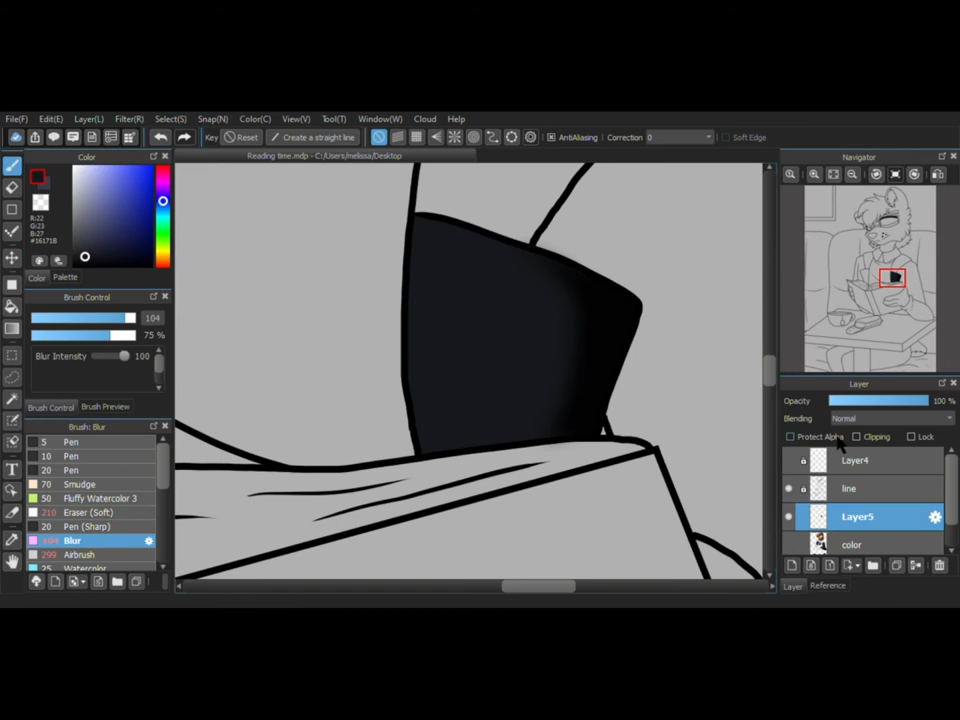 File(F) Edit(E) Layer(L) Filter(R) Select(S) Snap(N) Color(C) View(V) Tool(T) Window(W) Cloud Help
Key Reset Create a straight line AntiAliasing Correction 0 Soft Edge
Color
Reading time.mdp - C:/Users/melissa/Desktop
Navigator
R:22
G:23
B:27
#16171B
Color Palette
Brush Control
104
75 %
Blur Intensity 100
Brush Control Brush Preview
Brush: Blur
5 Pen
10 Pen
20 Pen
70 Smudge
50 Fluffy Watercolor 3
210 Eraser (Soft)
20 Pen (Sharp)
104 Blur
299 Airbrush
25 Watercolor
Layer
Opacity 100 %
Blending Normal
Protect Alpha Clipping Lock
Layer4
line
Layer5
color
Layer Reference